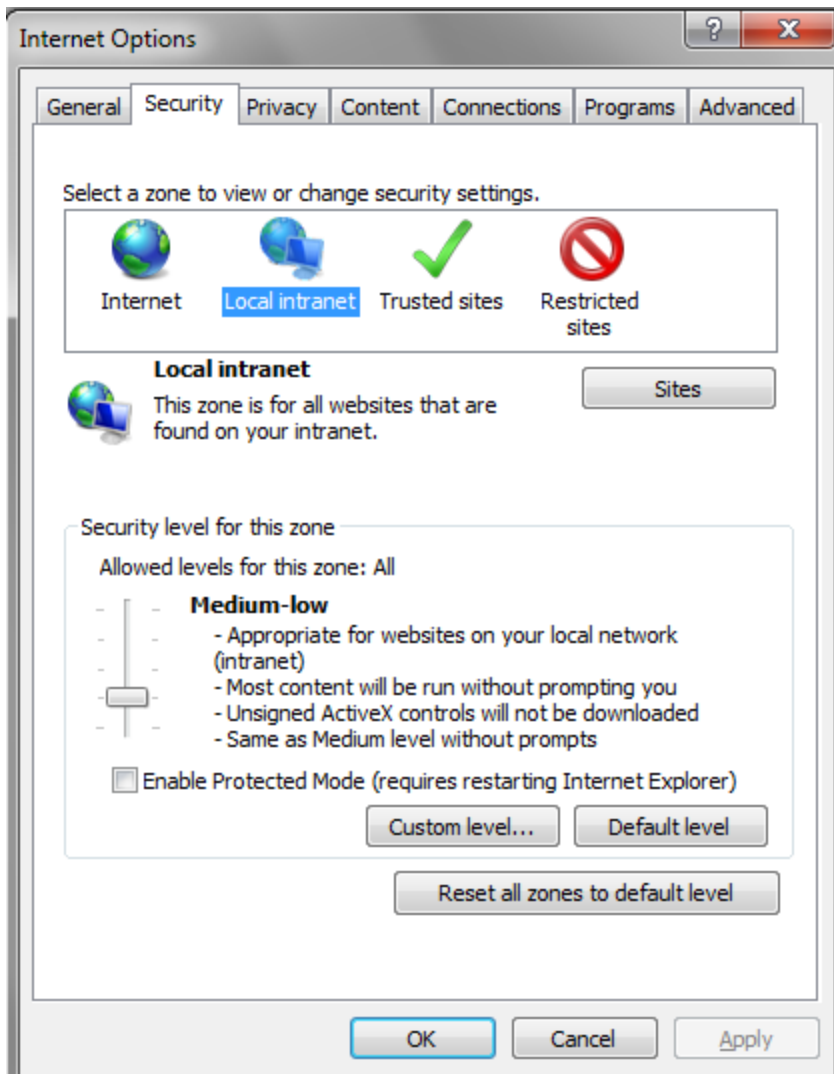 Internet Options
?
X
General
Security
Privacy
Content
Connections
Programs
Advanced
Select a zone to view or change security settings.
Internet
Local intranet
Trusted sites
Restricted
sites
Local intranet
Sites
This zone is for all websites that are
found on your intranet.
Security level for this zone
Allowed levels for this zone: All
Medium-low
- Appropriate for websites on your local network
(intranet)
- Most content will be run without prompting you
- Unsigned ActiveX controls will not be downloaded
- Same as Medium level without prompts
Enable Protected Mode (requires restarting Internet Explorer)
Custom level...
Default level
Reset all zones to default level
OK
Cancel
Apply